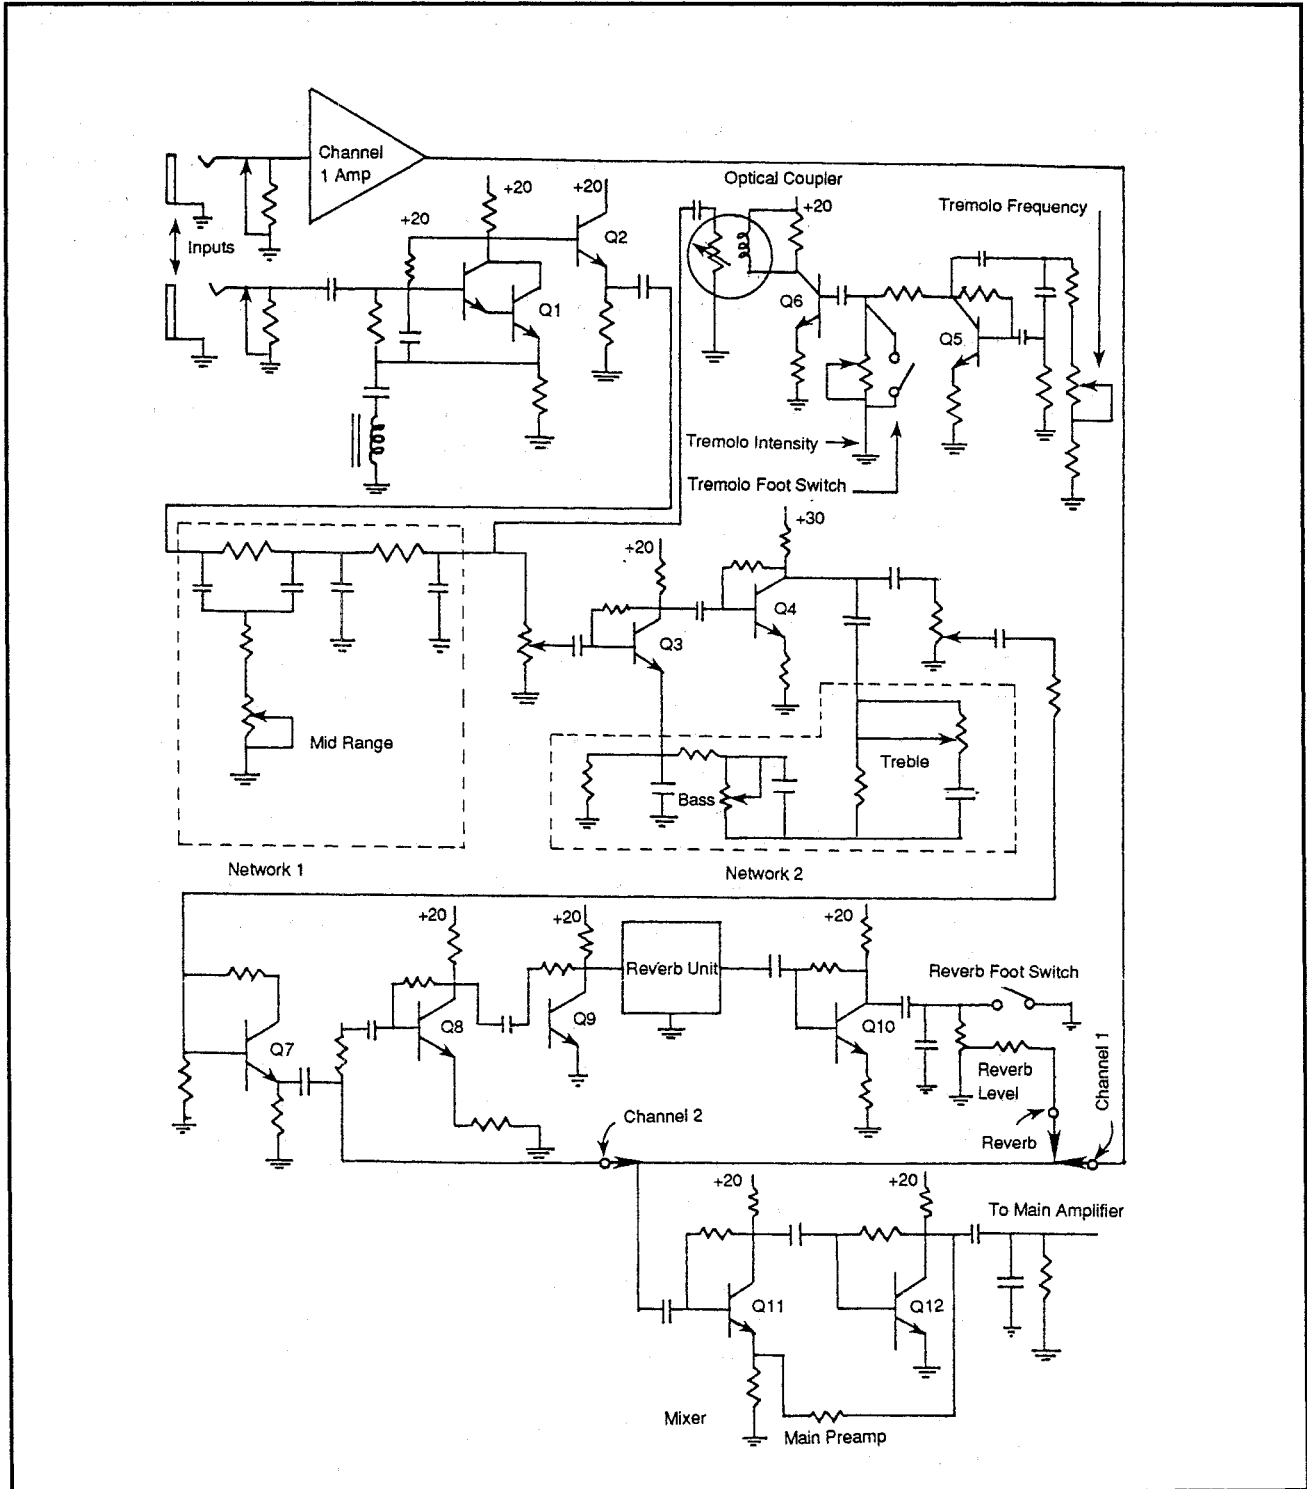 Channel
1 Amp
Inputs
+20
+20
+20
Q2
Q1
Optical Coupler
+20
Q6
Tremolo Frequency
Q5
Tremolo Intensity
Tremolo Foot Switch
+30
+20
Q4
Q3
Mid Range
Treble
Bass
Network 1
Network 2
+20
+20
+20
Reverb Unit
Reverb Foot Switch
Q7
Q8
Q9
Q10
Reverb
Level
Channel 1
Channel 2
Reverb
+20
+20
To Main Amplifier
Q11
Q12
Mixer
Main Preamp